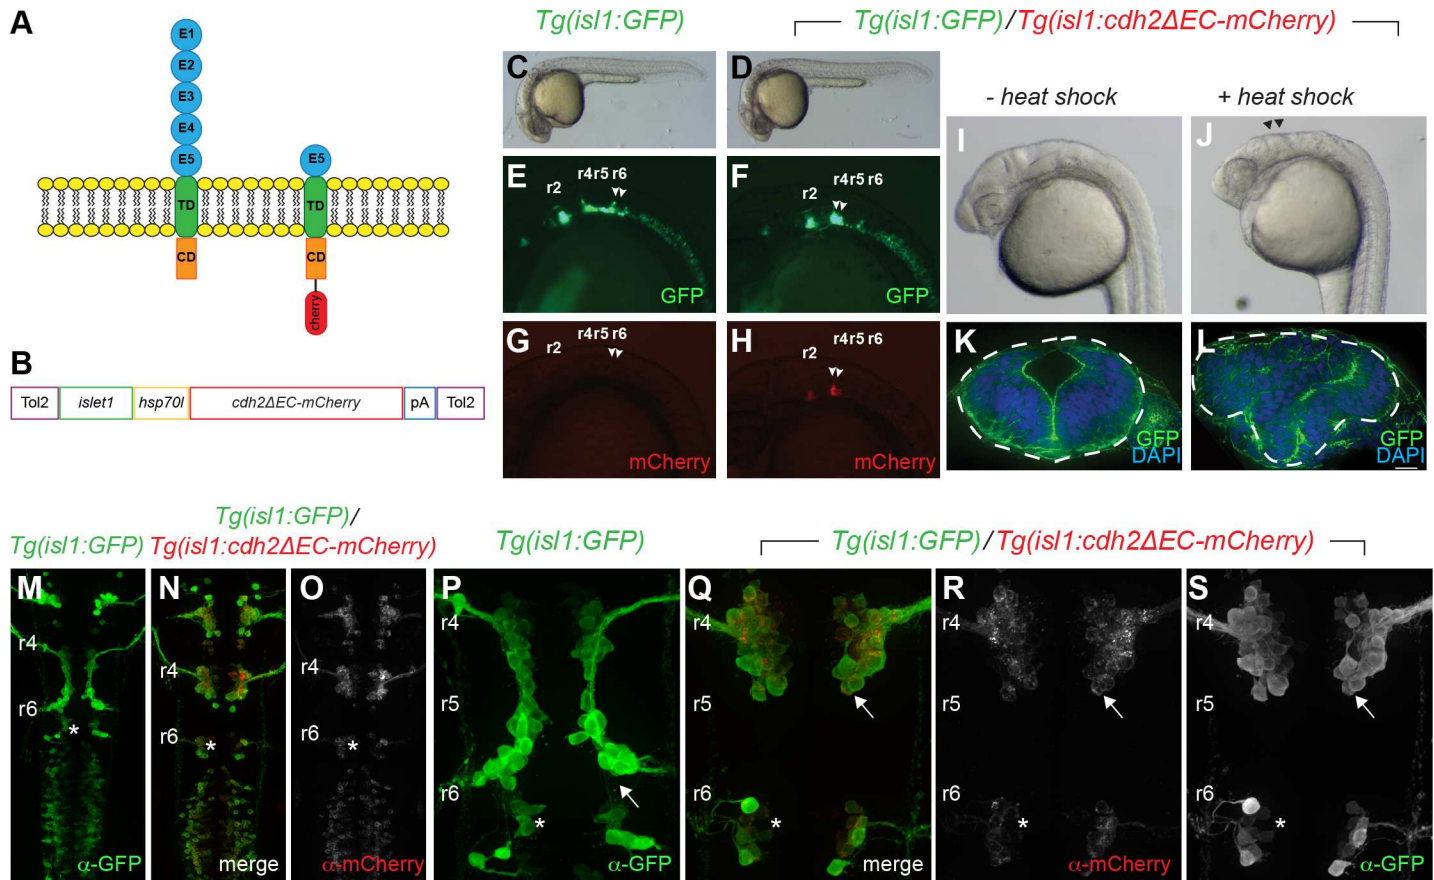 A
E1
E2
E3
E4
E5
E5
TD
TD
CD
CD
cherry
B
Tol2 islet1 hsp70l cdh2ΔEC-mCherry pA Tol2
Tg(isl1:GFP)
Tg(isl1:GFP)/Tg(isl1:cdh2ΔEC-mCherry)
C
D
- heat shock
+ heat shock
E
r2
r4r5 r6
GFP
F
r2
r4r5 r6
GFP
G
r2
r4r5 r6
mCherry
H
r2
r4r5 r6
mCherry
I
J
K
GFP
DAPI
L
GFP
DAPI
Tg(isl1:GFP)
Tg(isl1:GFP)/
Tg(isl1:cdh2ΔEC-mCherry)
Tg(isl1:GFP)
Tg(isl1:GFP)/Tg(isl1:cdh2ΔEC-mCherry)
M
r4
r6
*
α-GFP
N
r4
r6
*
merge
O
r4
r6
*
α-mCherry
P
r4
r5
r6
*
α-GFP
Q
r4
r5
r6
*
merge
R
r4
r5
r6
*
α-mCherry
S
r4
r5
r6
*
α-GFP